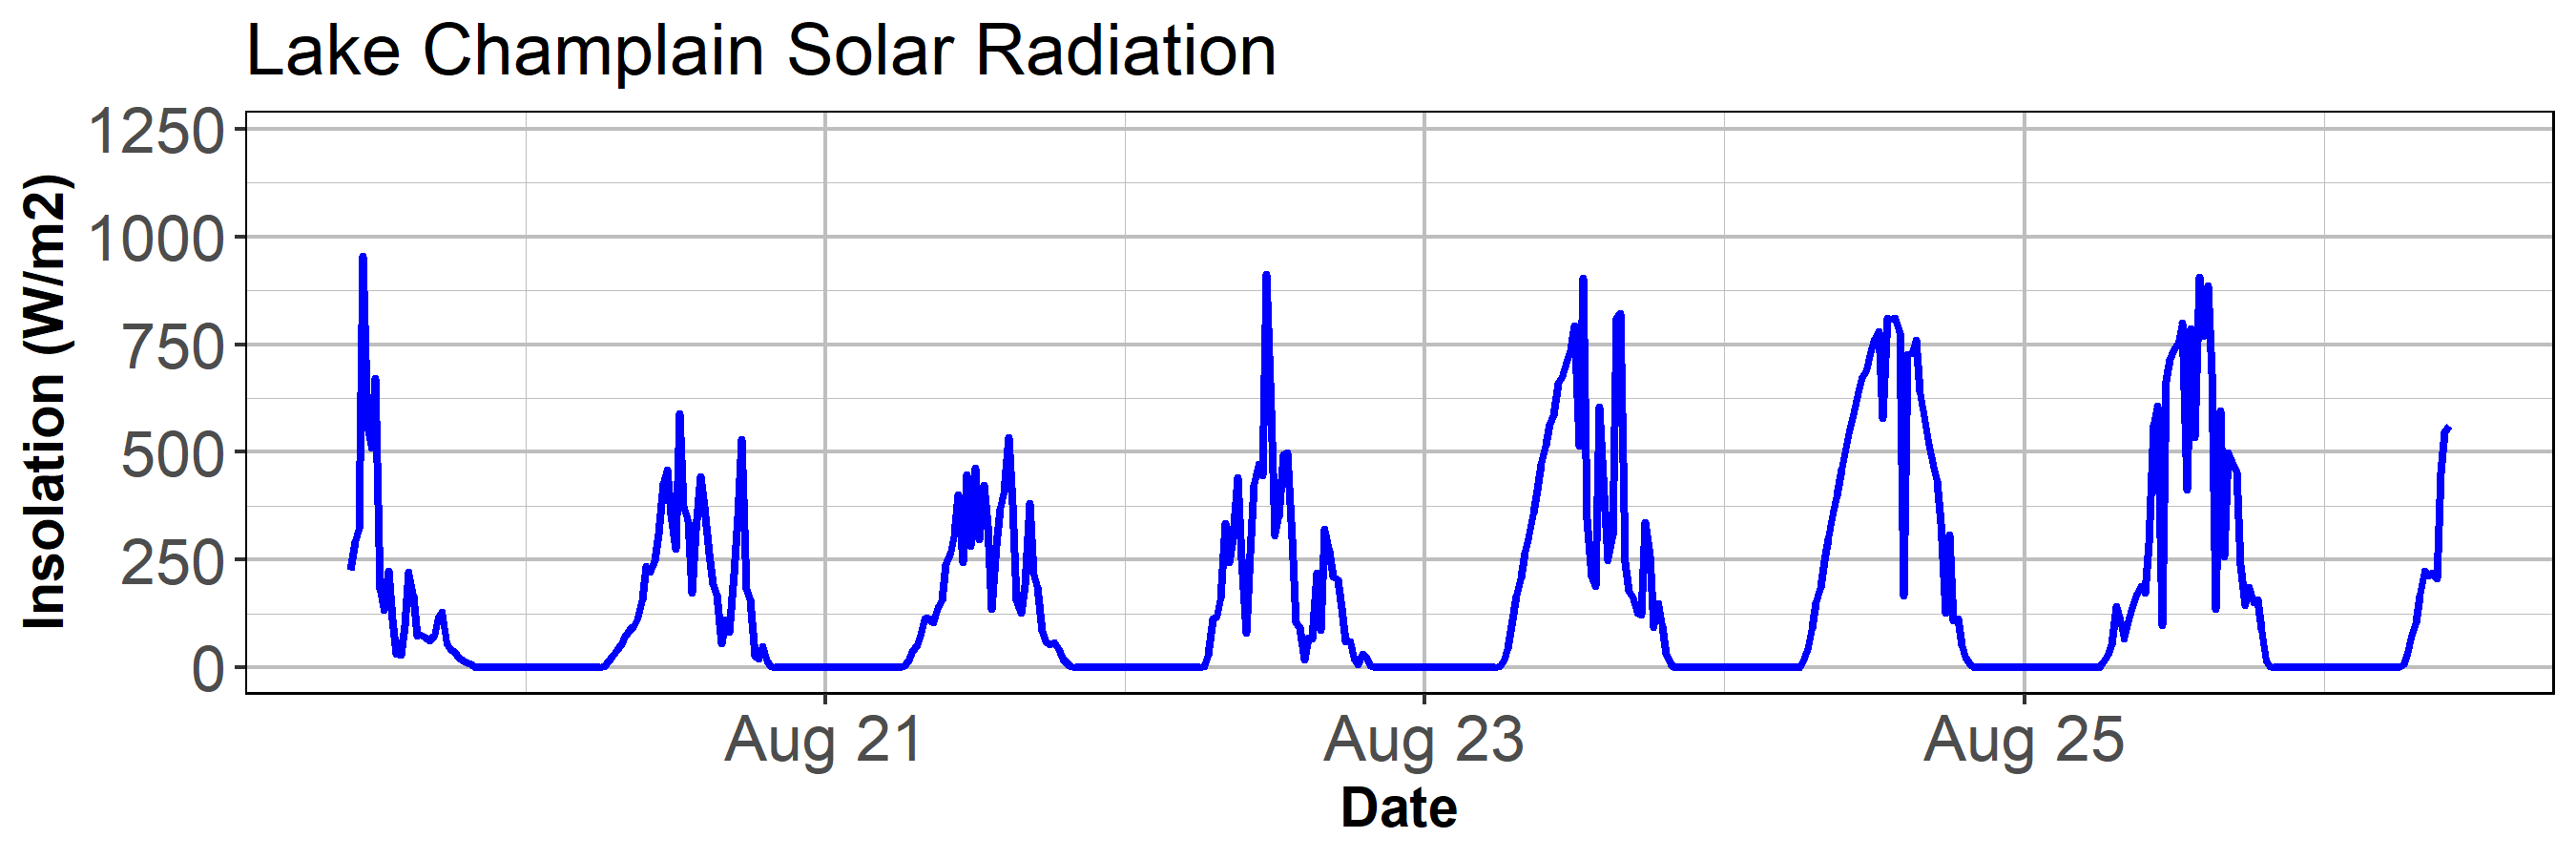 Lake Champlain Solar Radiation
Insolation (W/m2)
1250
1000
750
500
250
0
Aug 21 Aug 23 Aug 25
Date